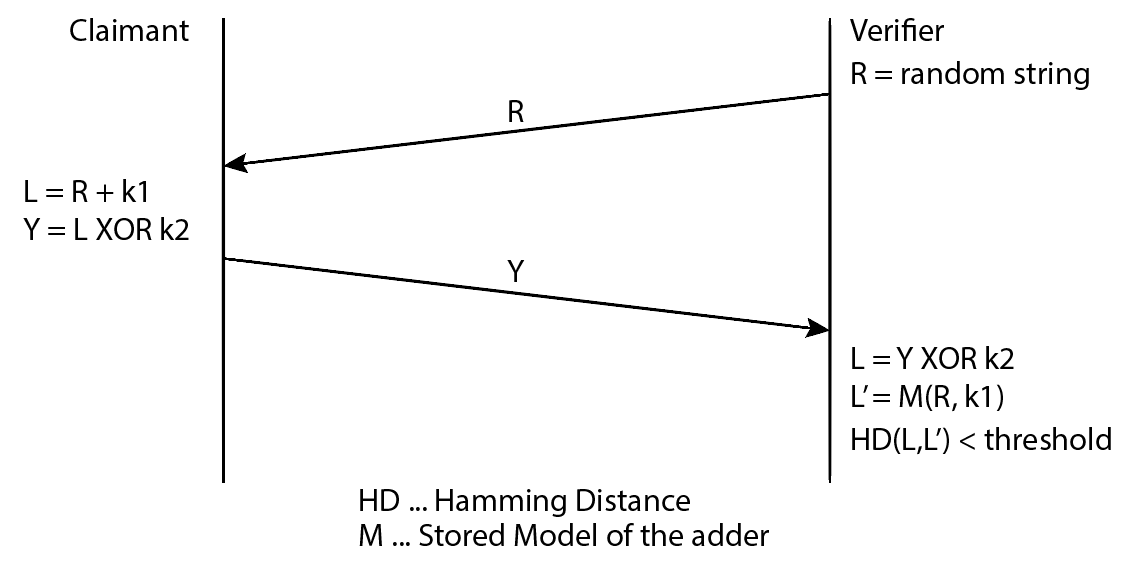 Claimant
Verifier
R = random string
R
L = R + k1
Y = L XOR k2
Y
L = Y XOR k2
L’ = M(R, k1)
HD(L,L’) < threshold
HD ... Hamming Distance
M ... Stored Model of the adder